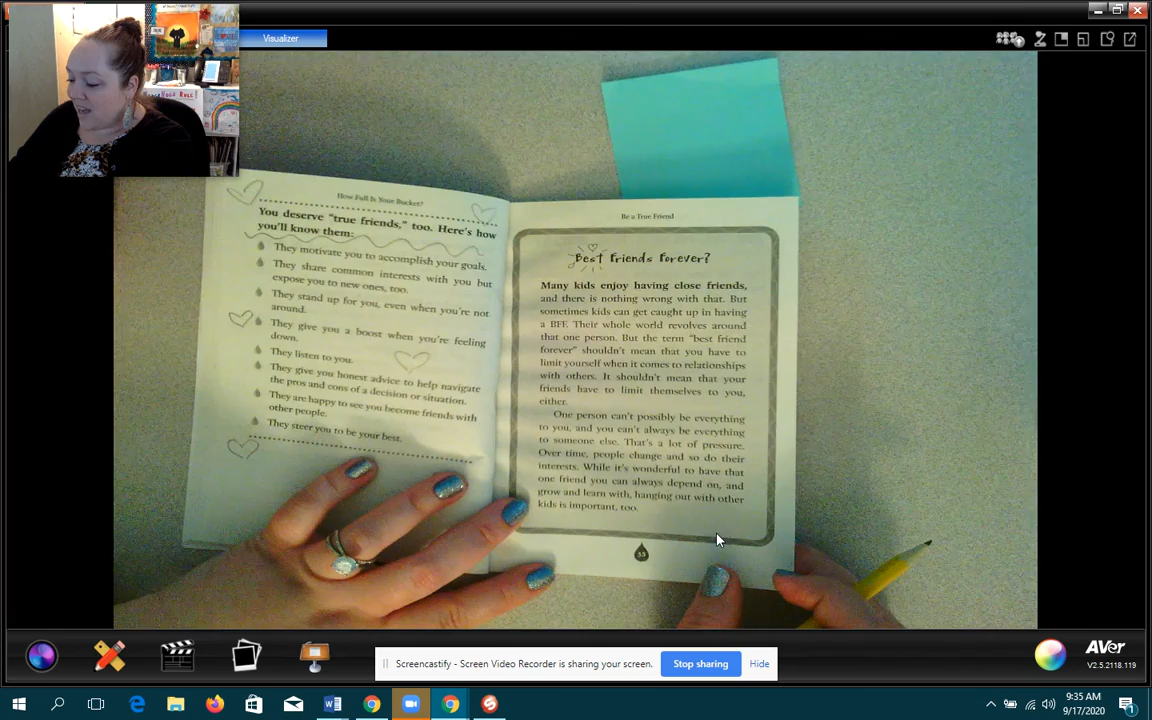 Visualizer
How Full Is Your Bucket?
You deserve "true friends," too. Here's how
you'll know them:
They motivate you to accomplish your goals.
They share common interests with you but
expose you to new ones, too.
They stand up for you, even when you're not
around.
They give you a boost when you're feeling
down.
They listen to you.
They give you honest advice to help navigate
the pros and cons of a decision or situation.
They are happy to see you become friends with
other people.
They steer you to be your best.
Be a True Friend
Best Friends Forever?
Many kids enjoy having close friends,
and there is nothing wrong with that. But
sometimes kids can get caught up in having
a BFF. Their whole world revolves around
that one person. But the term "best friend
forever" shouldn't mean that you have to
limit yourself when it comes to relationships
with others. It shouldn't mean that your
friends have to limit themselves to you,
either.
One person can't possibly be everything
to you, and you can't always be everything
to someone else. That's a lot of pressure.
Over time, people change and so do their
interests. While it's wonderful to have that
one friend you can always depend on, and
grow and learn with, hanging out with other
kids is important, too.
Screencastify - Screen Video Recorder is sharing your screen.
Stop sharing
Hide
AVer
V2.5.2118.119
9:35 AM
9/17/2020